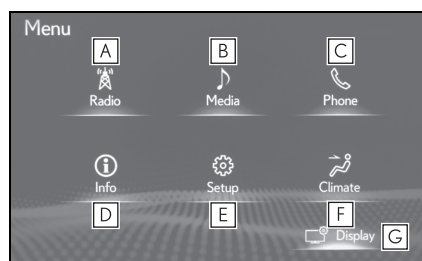 Menu
A B C
Radio Media Phone
Info Setup Climate
D E F
Display G